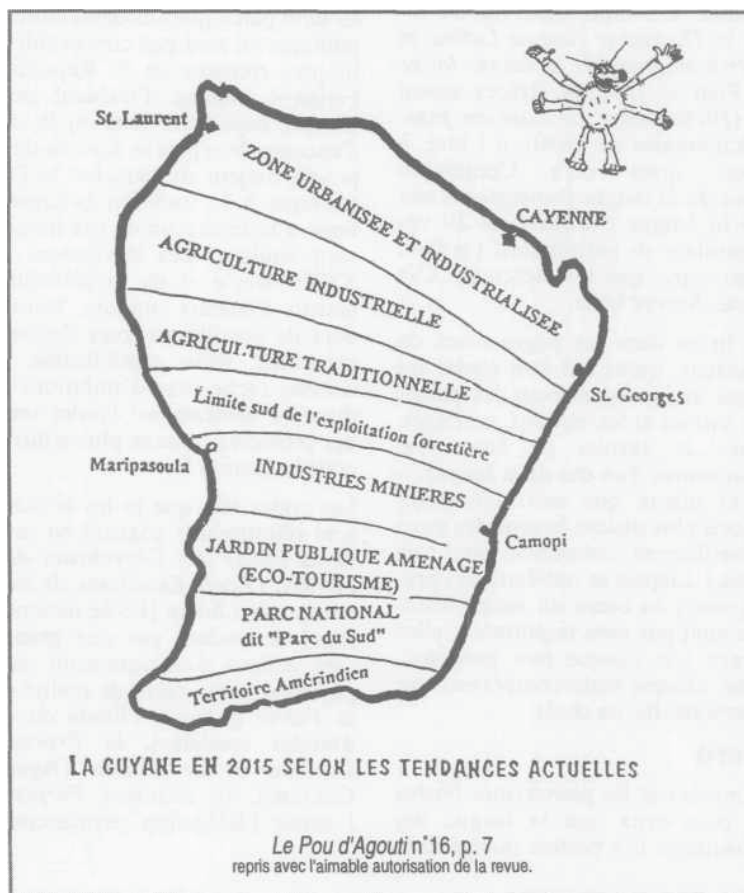 St. Laurent
ZONE URBANISEE ET INDUSTRIALISEE
CAYENNE
AGRICULTURE INDUSTRIELLE
AGRICULTURE TRADITIONNELLE
St. Georges
Limite sud de l'exploitation forestière
Maripasoula
INDUSTRIES MINIERES
Camopi
JARDIN PUBLIQUE AMENAGE
(ECO-TOURISME)
PARC NATIONAL
dit "Parc du Sud"
Territoire Amérindien
LA GUYANE EN 2015 SELON LES TENDANCES ACTUELLES
Le Pou d'Agouti n°16, p. 7
repris avec l'aimable autorisation de la revue.